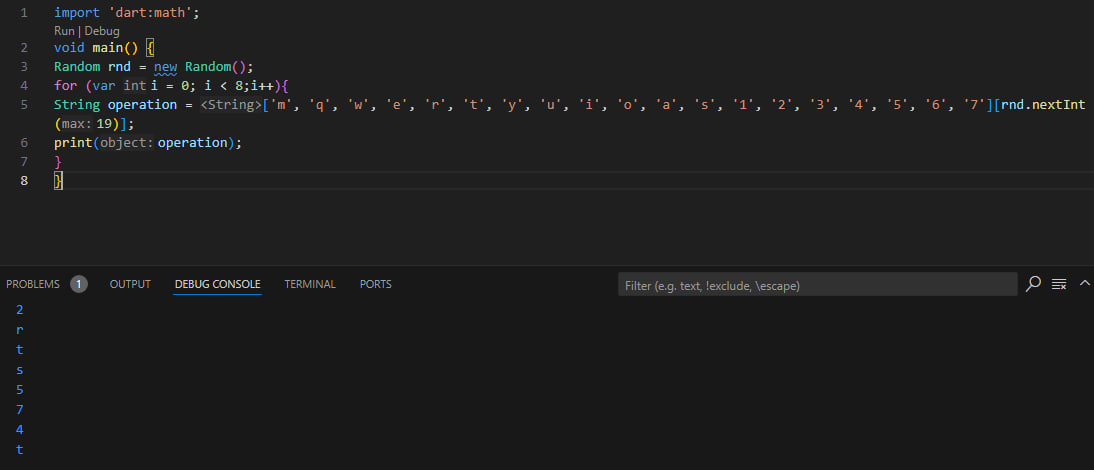 1 import 'dart:math';
Run | Debug
2 void main() {
3 Random rnd = new Random();
4 for (var int i = 0; i < 8;i++){
5 String operation = <String>['m', 'q', 'w', 'e', 'r', 't', 'y', 'u', 'i', 'o', 'a', 's', '1', '2', '3', '4', '5', '6', '7'][rnd.nextInt
(max: 19)];
6 print(object: operation);
7 }
8 }
PROBLEMS 1 OUTPUT DEBUG CONSOLE TERMINAL PORTS Filter (e.g. text, !exclude, \escape)
2
r
t
s
5
7
4
t